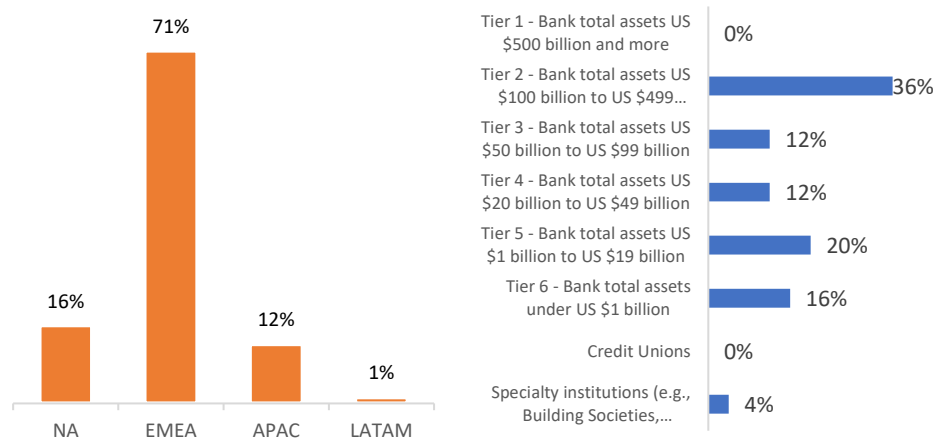 71%
16%
12%
1%
NA
EMEA
APAC
LATAM
Tier 1 - Bank total assets US
$500 billion and more
0%
Tier 2 - Bank total assets US
$100 billion to US $499...
36%
Tier 3 - Bank total assets US
$50 billion to US $99 billion
12%
Tier 4 - Bank total assets US
$20 billion to US $49 billion
12%
Tier 5 - Bank total assets US
$1 billion to US $19 billion
20%
Tier 6 - Bank total assets
under US $1 billion
16%
Credit Unions
0%
Specialty institutions (e.g.,
Building Societies,...
4%